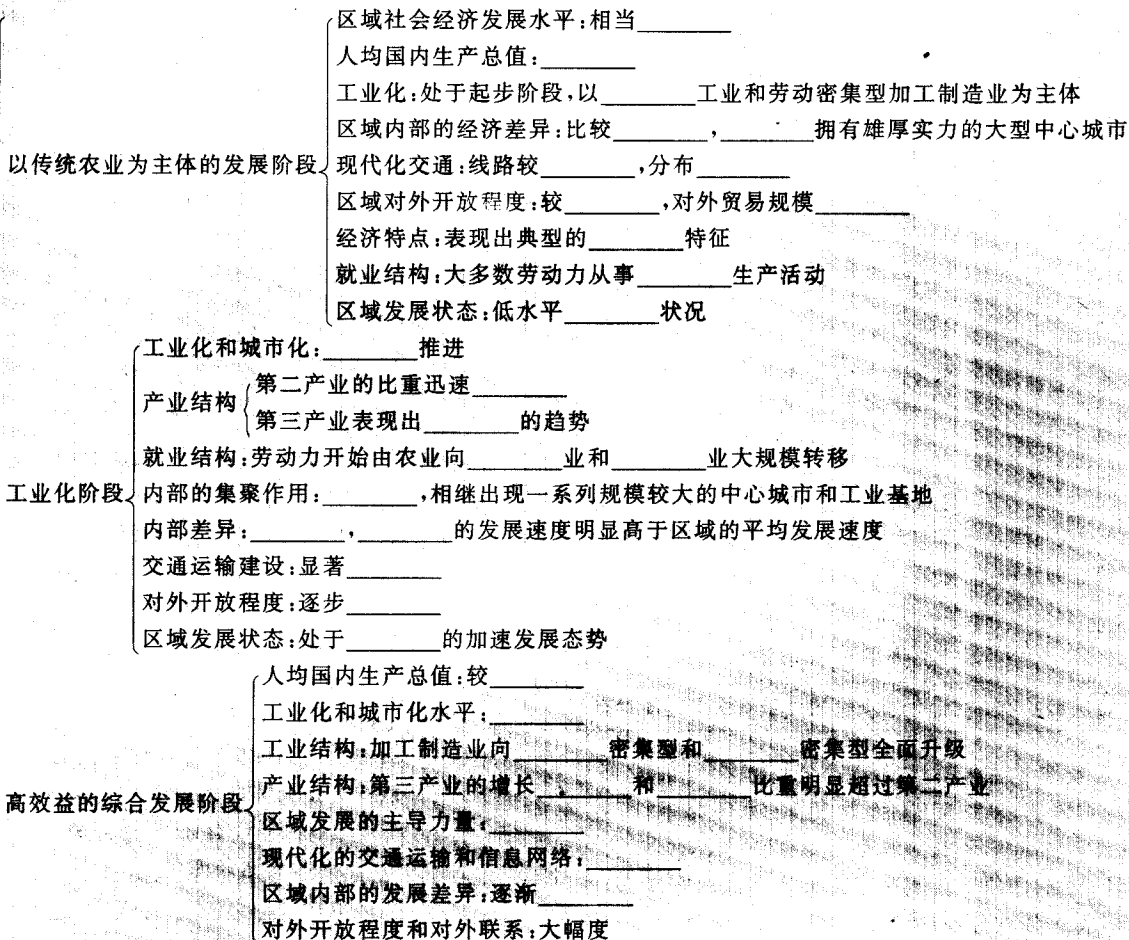 以传统农业为主体的发展阶段
区域社会经济发展水平:相当________
人均国内生产总值:________
工业化:处于起步阶段,以________工业和劳动密集型加工制造业为主体
区域内部的经济差异:比较________,________拥有雄厚实力的大型中心城市
现代化交通:线路较________,分布________
区域对外开放程度:较________,对外贸易规模________
经济特点:表现出典型的________特征
就业结构:大多数劳动力从事________生产活动
区域发展状态:低水平________状况
工业化阶段
工业化和城市化:________推进
产业结构
第二产业的比重迅速________
第三产业表现出________的趋势
就业结构:劳动力开始由农业向________业和________业大规模转移
内部的集聚作用:________,相继出现一系列规模较大的中心城市和工业基地
内部差异:________,________的发展速度明显高于区域的平均发展速度
交通运输建设:显著________
对外开放程度:逐步________
区域发展状态:处于________的加速发展态势
高效益的综合发展阶段
人均国内生产总值:较________
工业化和城市化水平:________
工业结构:加工制造业向________密集型和________密集型全面升级
产业结构:第三产业的增长________和________比重明显超过第二产业
区域发展的主导力量:________
现代化的交通运输和信息网络:________
区域内部的发展差异:逐渐________
对外开放程度和对外联系:大幅度